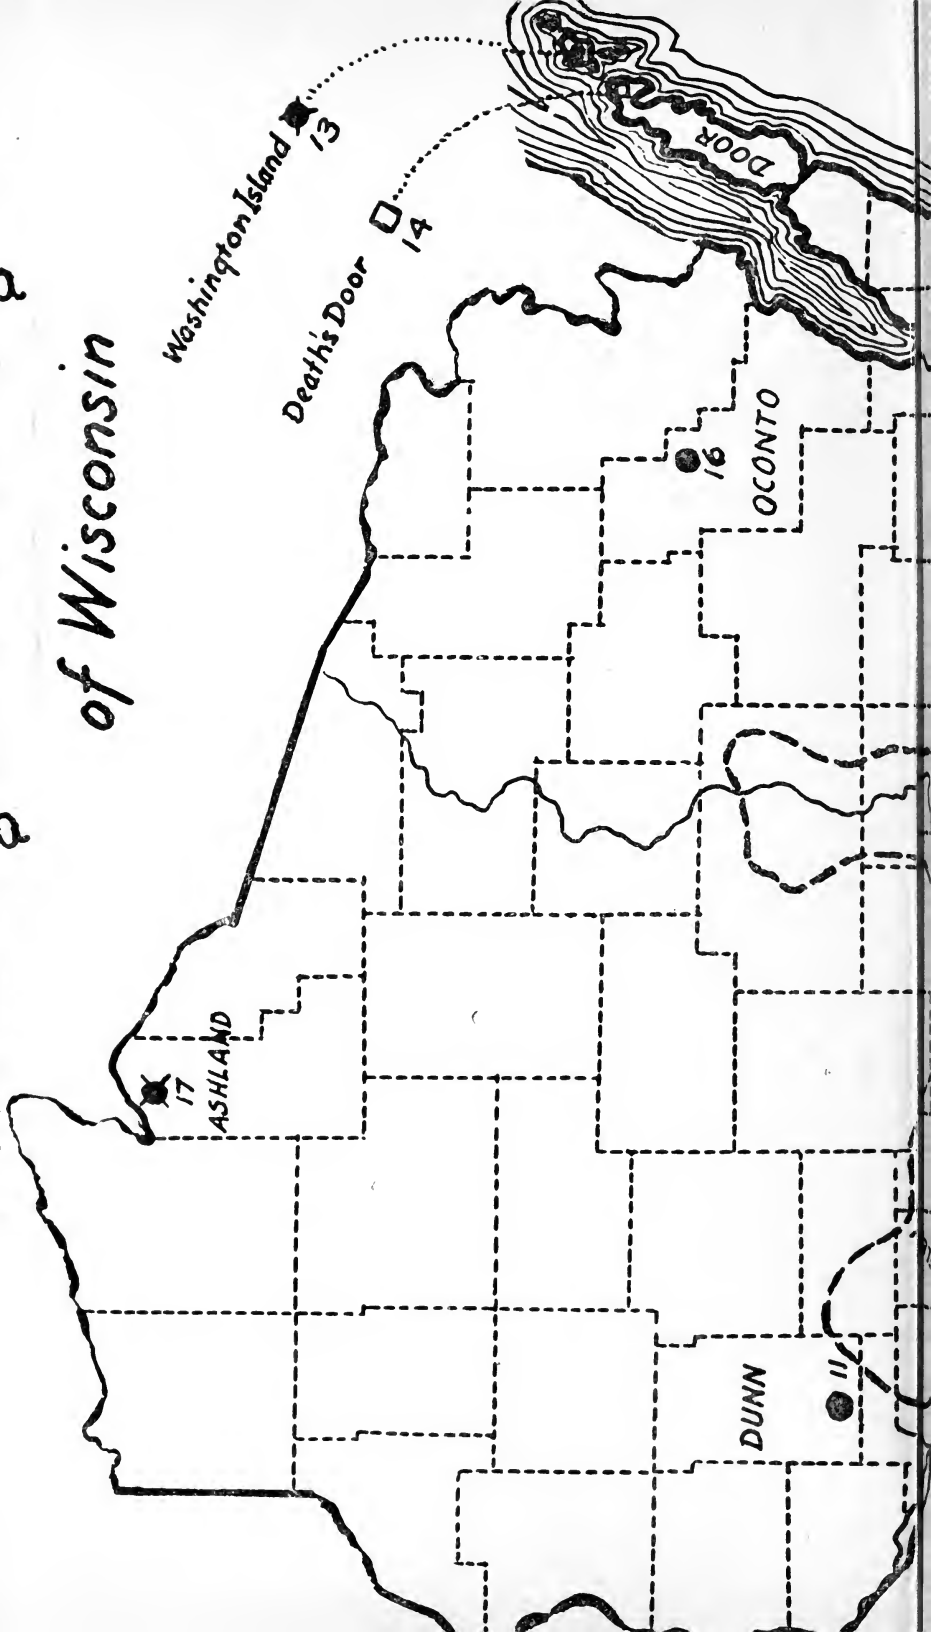 of Wisconsin
Washington Island
13
Death's Door
14
DOOR
16
OCONTO
17
ASHLAND
11
DUNN